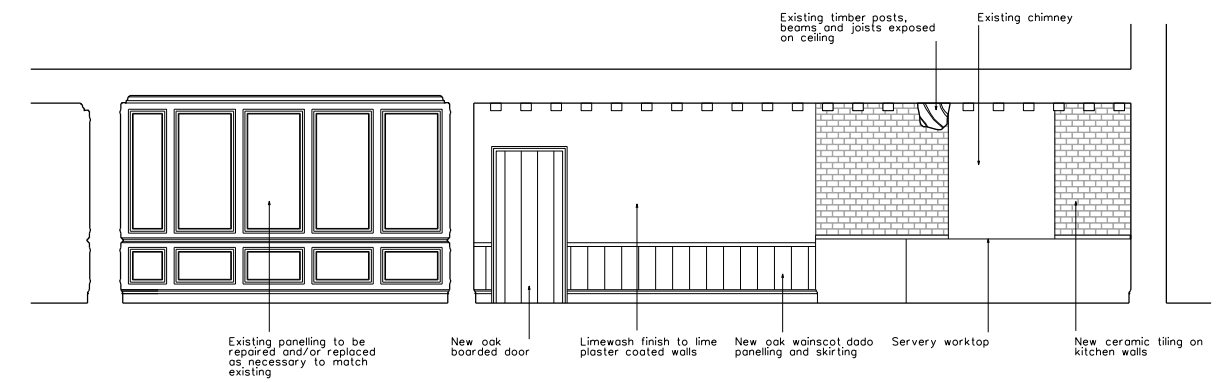 Existing timber posts,
beams and joists exposed
on ceiling
Existing chimney
Existing panelling to be
repaired and/or replaced
as necessary to match
existing
New oak
boarded door
Limewash finish to lime
plaster coated walls
New oak wainscot dado
panelling and skirting
Servery worktop
New ceramic tiling on
kitchen walls